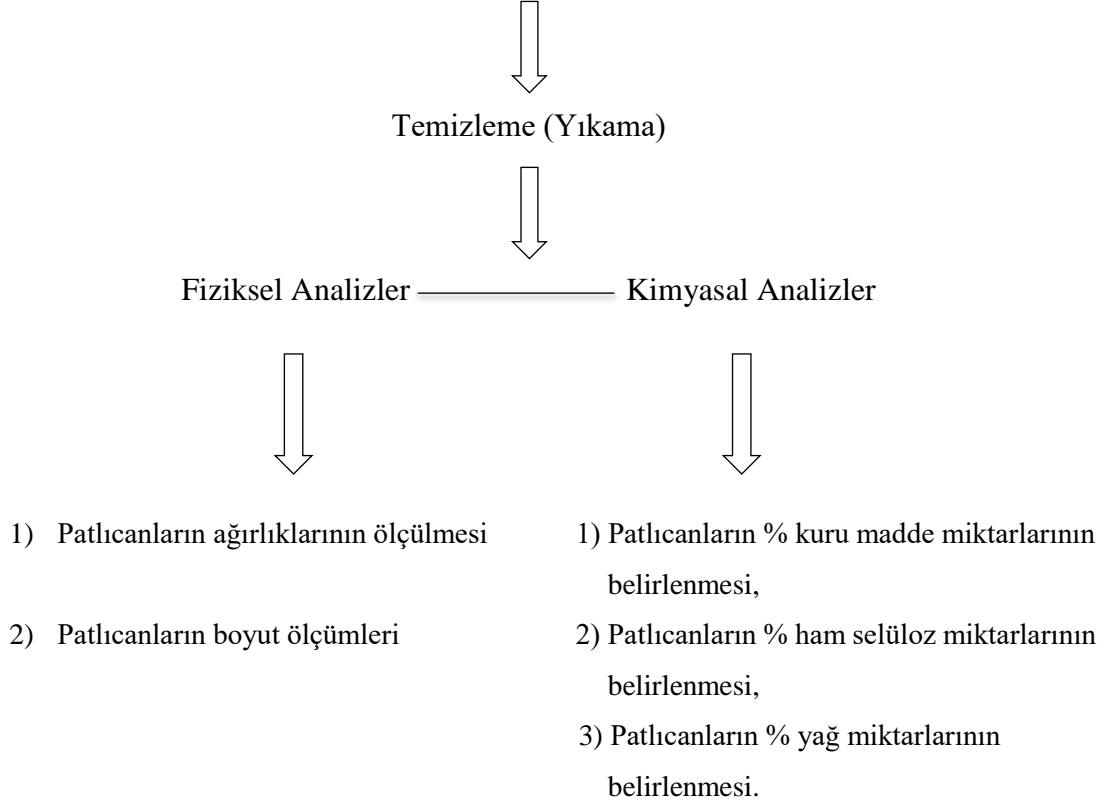 Temizleme (Yıkama)
Fiziksel Analizler
Kimyasal Analizler
1) Patlıcanların ağırlıklarının ölçülmesi
2) Patlıcanların boyut ölçümleri
1) Patlıcanların % kuru madde miktarlarının
belirlenmesi,
2) Patlıcanların % ham selüloz miktarlarının
belirlenmesi,
3) Patlıcanların % yağ miktarlarının
belirlenmesi.